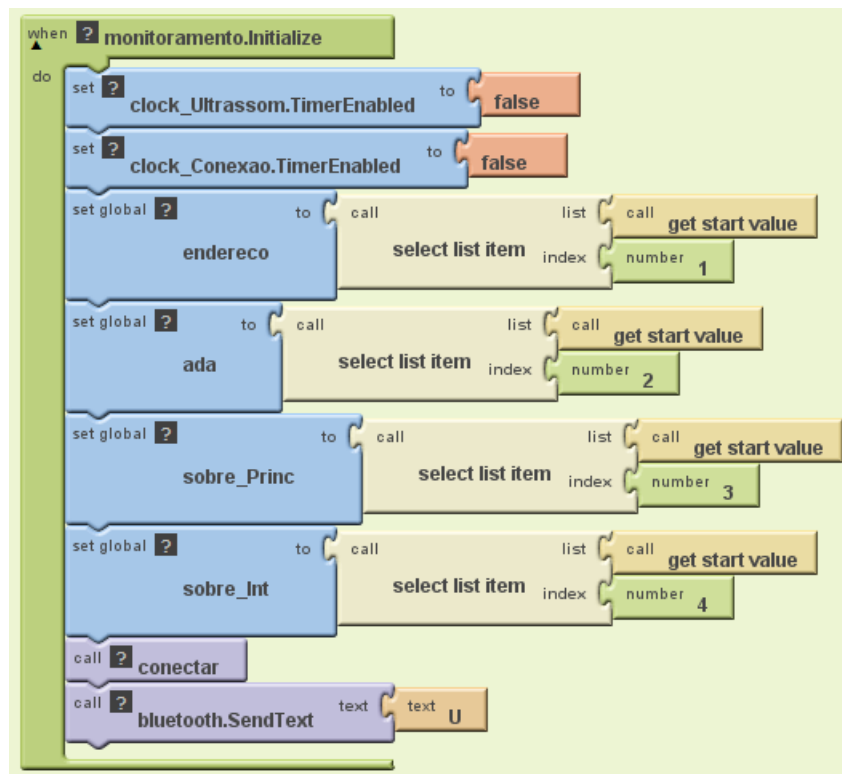 when ? monitoramento.Initialize
do
set ? clock_Ultrassom.TimerEnabled to false
set ? clock_Conexao.TimerEnabled to false
set global ? endereco to call select list item list call get start value
index number 1
set global ? ada to call select list item list call get start value
index number 2
set global ? sobre_Princ to call select list item list call get start value
index number 3
set global ? sobre_Int to call select list item list call get start value
index number 4
call ? conectar
call ? bluetooth.SendText text text U